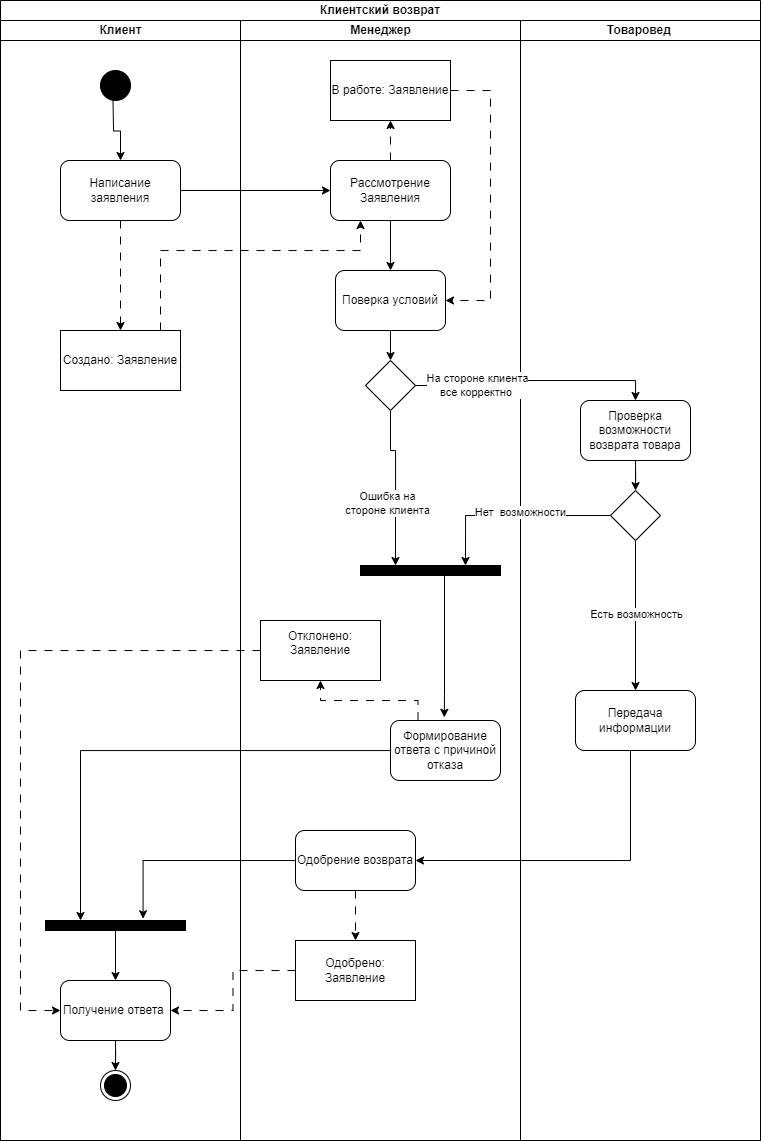 Клиентский возврат
Клиент
Менеджер
Товаровед
В работе: Заявление
Написание
заявления
Рассмотрение
Заявления
Поверка условий
Создано: Заявление
На стороне клиента
все корректно
Проверка
возможности
возврата товара
Ошибка на
стороне клиента
Нет возможности
Есть возможность
Отклонено:
Заявление
Передача
информации
Формирование
ответа с причиной
отказа
Одобрение возврата
Одобрено:
Заявление
Получение ответа